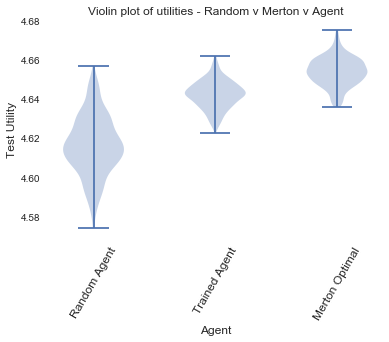 Violin plot of utilities - Random v Merton v Agent
4.68
4.66
4.64
4.62
4.60
4.58
Test Utility
Random Agent
Trained Agent
Merton Optimal
Agent